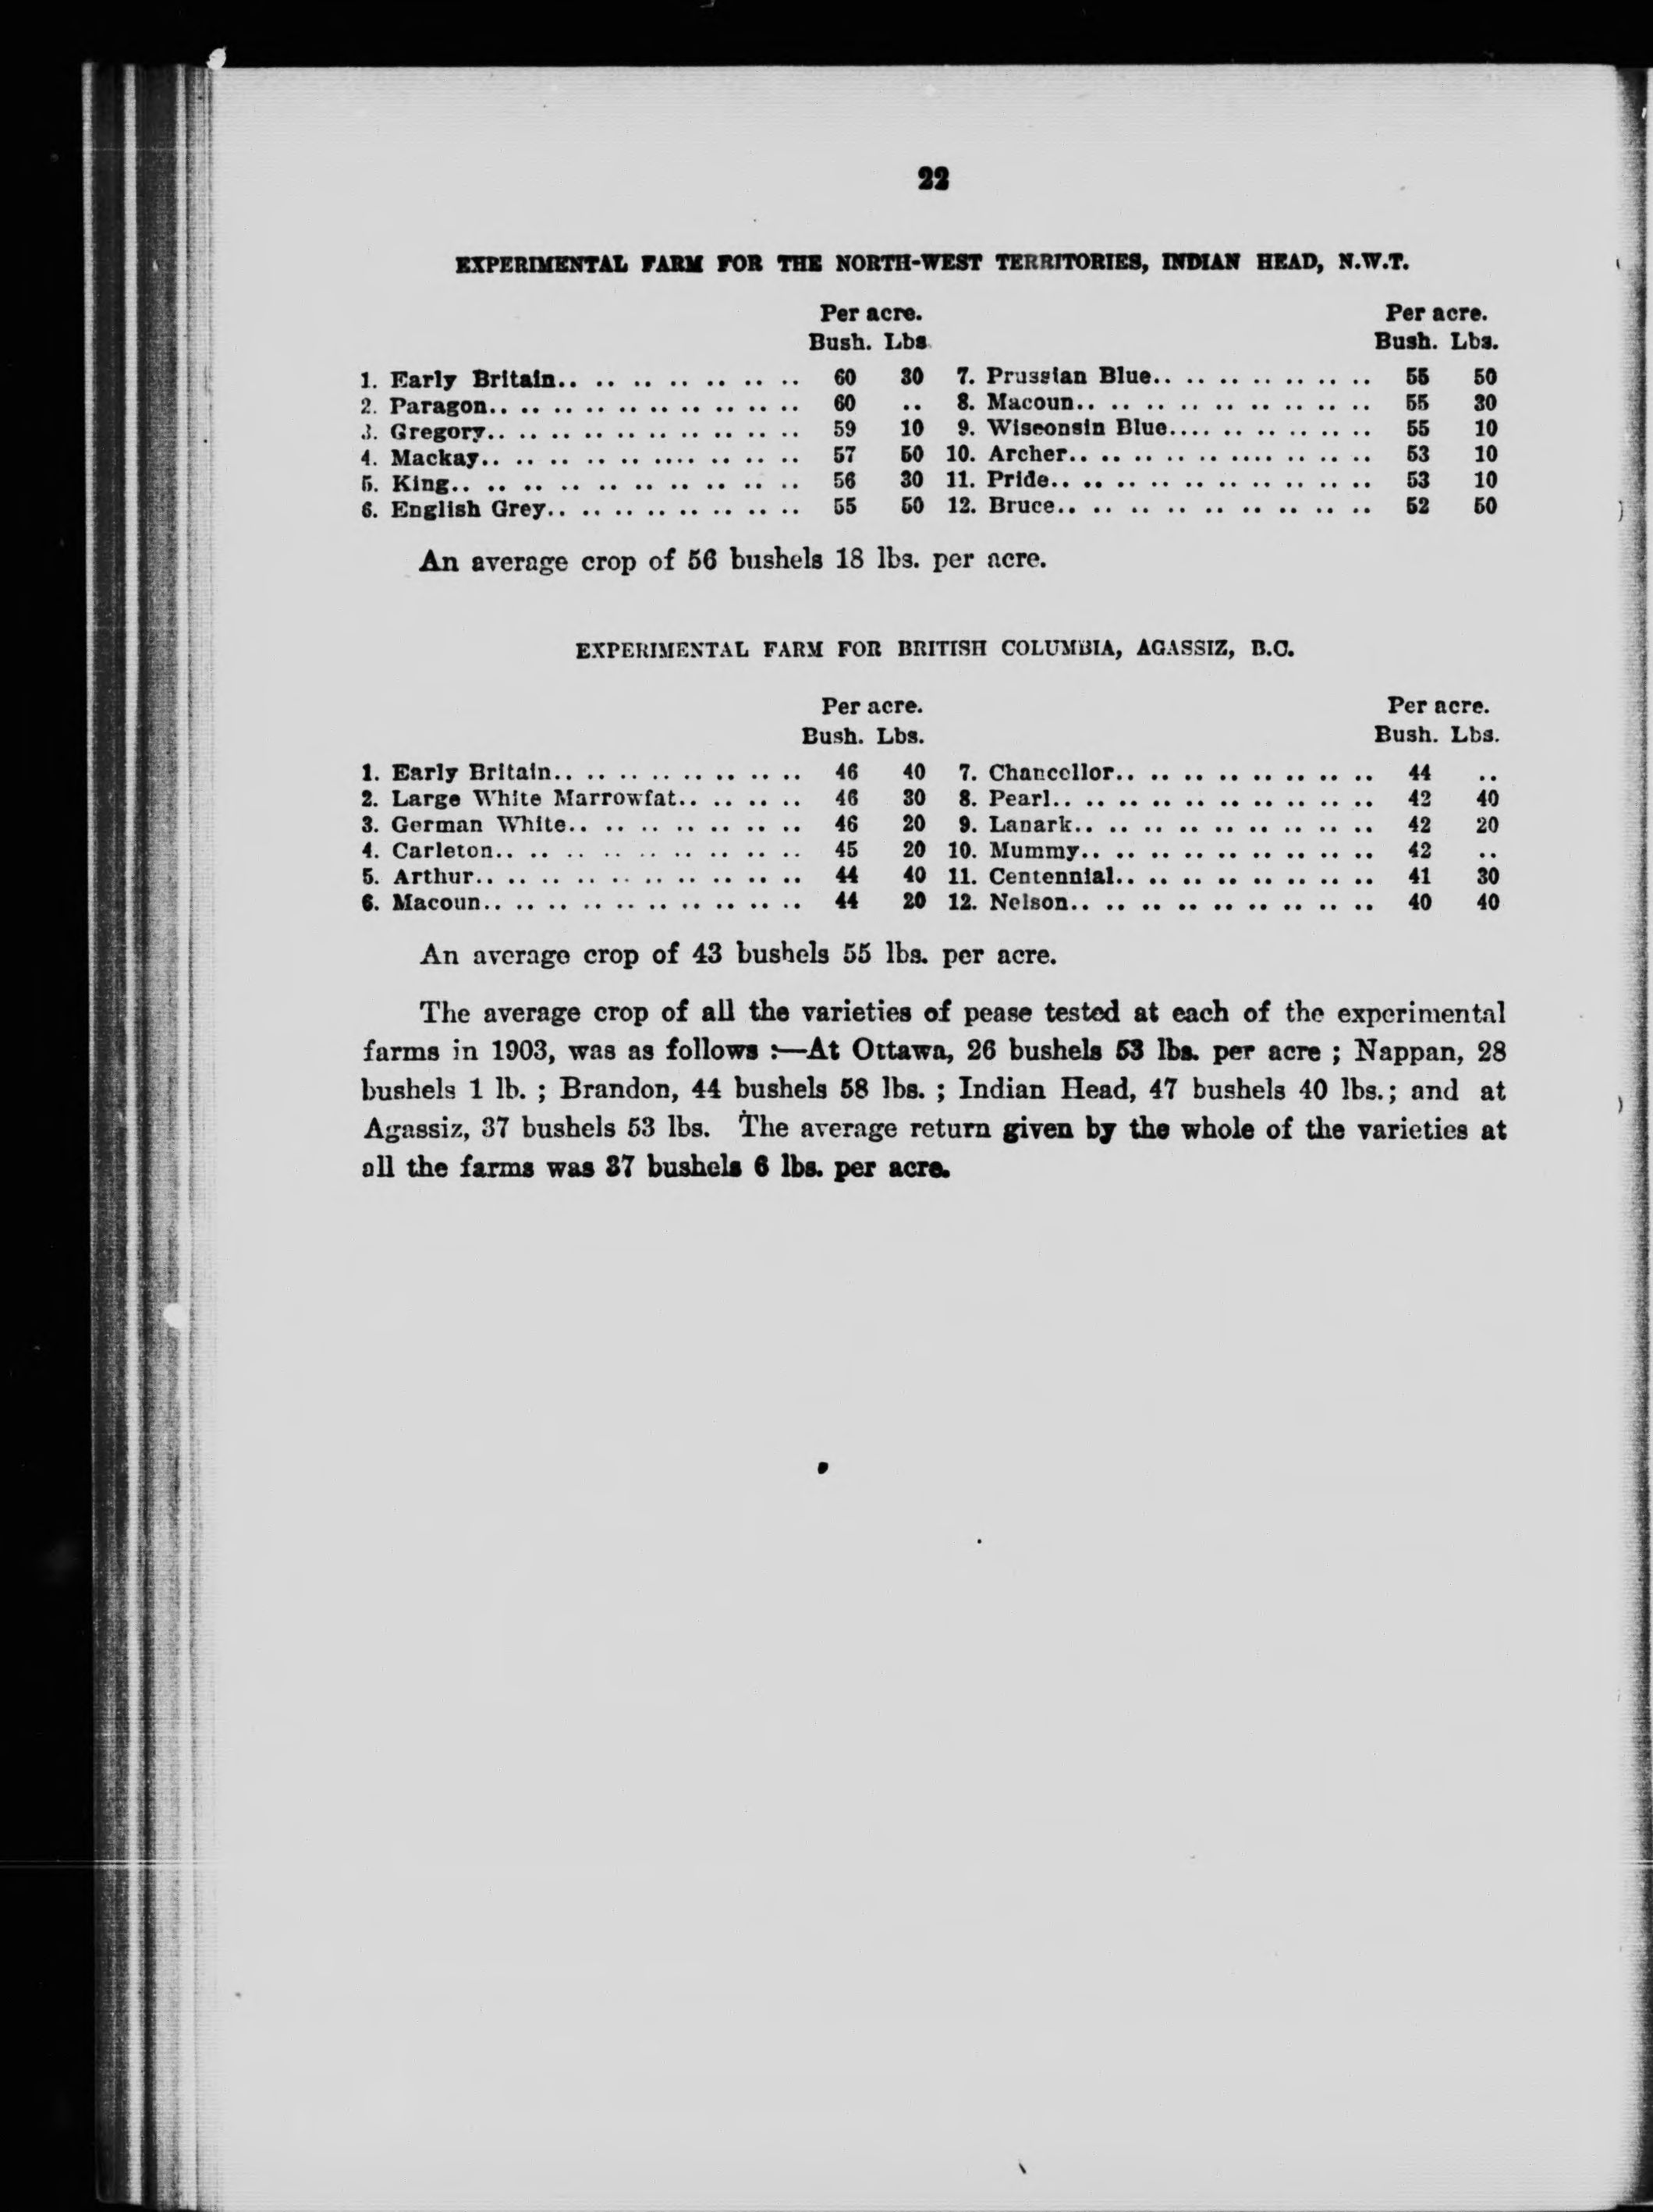 22
EXPERIMENTAL FARM FOR THE NORTH-WEST TERRITORIES, INDIAN HEAD, N.W.T.
Per acre. Per acre.
Bush. Lbs. Bush. Lbs.
1. Early Britain.. .. .. .. .. .. .. .. 60 30 7. Prussian Blue.. .. .. .. .. .. .. 55 50
2. Paragon.. .. .. .. .. .. .. .. .. .. 60 .. 8. Macoun.. .. .. .. .. .. .. .. .. 55 30
3. Gregory.. .. .. .. .. .. .. .. .. .. 59 10 9. Wisconsin Blue.... .. .. .. .. .. 55 10
4. Mackay.. .. .. .. .. .... .. .. .. 57 50 10. Archer.. .. .. .. .. .... .. .. .. 53 10
5. King.. .. .. .. .. .. .. .. .. .. 56 30 11. Pride.. .. .. .. .. .. .. .. .. .. 53 10
6. English Grey.. .. .. .. .. .. .. .. 55 50 12. Bruce.. .. .. .. .. .. .. .. .. 52 50
An average crop of 56 bushels 18 lbs. per acre.
EXPERIMENTAL FARM FOR BRITISH COLUMBIA, AGASSIZ, B.C.
Per acre. Per acre.
Bush. Lbs. Bush. Lbs.
1. Early Britain.. .. .. .. .. .. .. .. 46 40 7. Chancellor.. .. .. .. .. .. .. .. 44 ..
2. Large White Marrowfat.. .. .. .. 46 30 8. Pearl.. .. .. .. .. .. .. .. .. .. 42 40
3. German White.. .. .. .. .. .. .. 46 20 9. Lanark.. .. .. .. .. .. .. .. .. 42 20
4. Carleton.. .. .. .. .. .. .. .. .. 45 20 10. Mummy.. .. .. .. .. .. .. .. .. 42 ..
5. Arthur.. .. .. .. .. .. .. .. .. .. 44 40 11. Centennial.. .. .. .. .. .. .. .. 41 30
6. Macoun.. .. .. .. .. .. .. .. .. .. 44 20 12. Nelson.. .. .. .. .. .. .. .. .. 40 40
An average crop of 43 bushels 55 lbs. per acre.
The average crop of all the varieties of pease tested at each of the experimental
farms in 1903, was as follows :—At Ottawa, 26 bushels 53 lbs. per acre ; Nappan, 28
bushels 1 lb. ; Brandon, 44 bushels 58 lbs. ; Indian Head, 47 bushels 40 lbs.; and at
Agassiz, 37 bushels 53 lbs. The average return given by the whole of the varieties at
all the farms was 37 bushels 6 lbs. per acre.